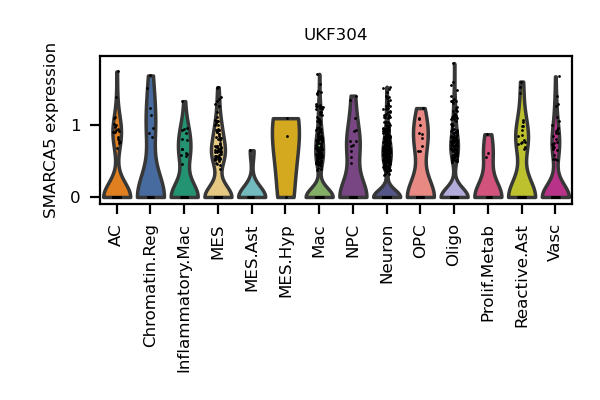 UKF304
SMARCA5 expression
1
0
AC
Chromatin.Reg
Inflammatory.Mac
MES
MES.Ast
MES.Hyp
Mac
NPC
Neuron
OPC
Oligo
Prolif.Metab
Reactive.Ast
Vasc